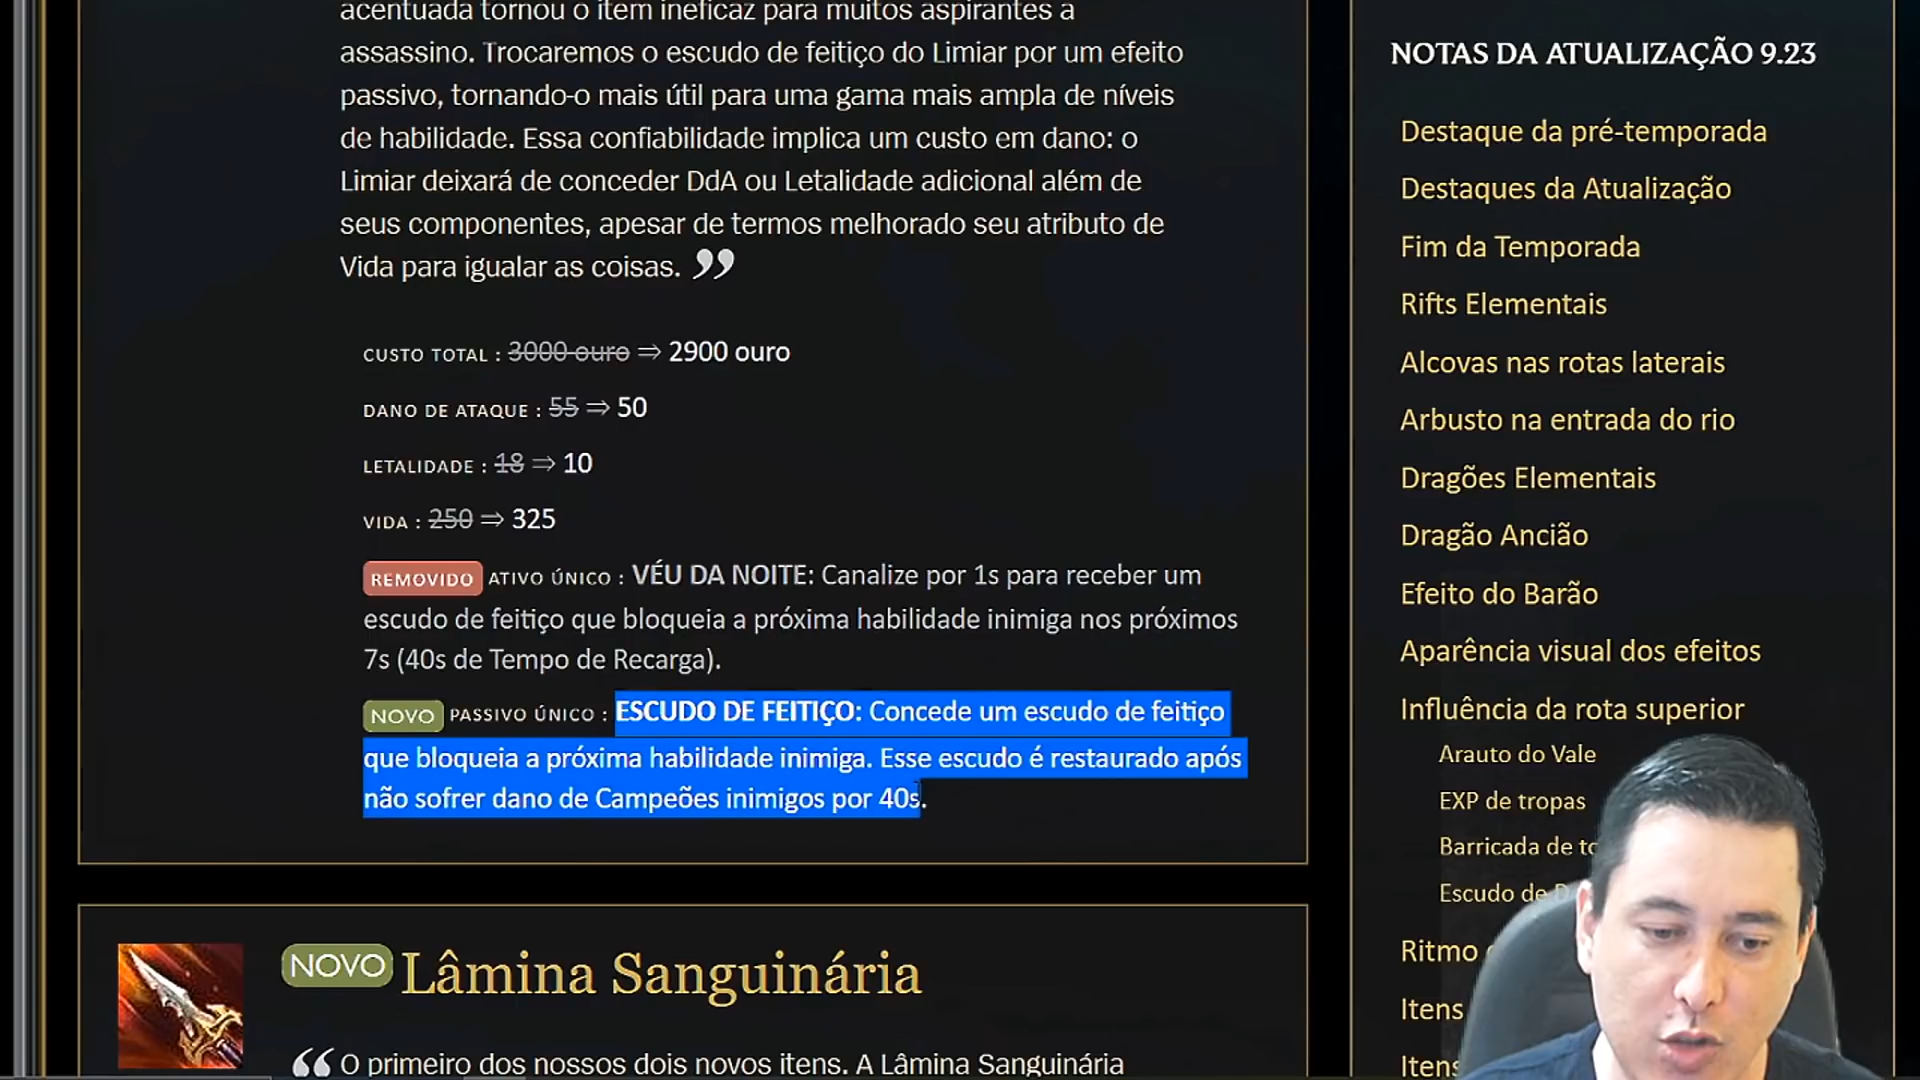 acentuada tornou o item ineficaz para muitos aspirantes a
assassino. Trocaremos o escudo de feitiço do Limiar por um efeito
passivo, tornando-o mais útil para uma gama mais ampla de níveis
de habilidade. Essa confiabilidade implica um custo em dano: o
Limiar deixará de conceder DdA ou Letalidade adicional além de
seus componentes, apesar de termos melhorado seu atributo de
Vida para igualar as coisas. ”
CUSTO TOTAL : 3000 ouro ⇒ 2900 ouro
DANO DE ATAQUE : 55 ⇒ 50
LETALIDADE : 18 ⇒ 10
VIDA : 250 ⇒ 325
REMOVIDO ATIVO ÚNICO : VÉU DA NOITE: Canalize por 1s para receber um
escudo de feitiço que bloqueia a próxima habilidade inimiga nos próximos
7s (40s de Tempo de Recarga).
NOVO PASSIVO ÚNICO : ESCUDO DE FEITIÇO: Concede um escudo de feitiço
que bloqueia a próxima habilidade inimiga. Esse escudo é restaurado após
não sofrer dano de Campeões inimigos por 40s.
NOVO Lâmina Sanguinária
“ O primeiro dos nossos dois novos itens. A Lâmina Sanguinária
NOTAS DA ATUALIZAÇÃO 9.23
Destaque da pré-temporada
Destaques da Atualização
Fim da Temporada
Rifts Elementais
Alcovas nas rotas laterais
Arbusto na entrada do rio
Dragões Elementais
Dragão Ancião
Efeito do Barão
Aparência visual dos efeitos
Influência da rota superior
Arauto do Vale
EXP de tropas
Barricada de
Escudo de
Ritmo
Itens
Itens